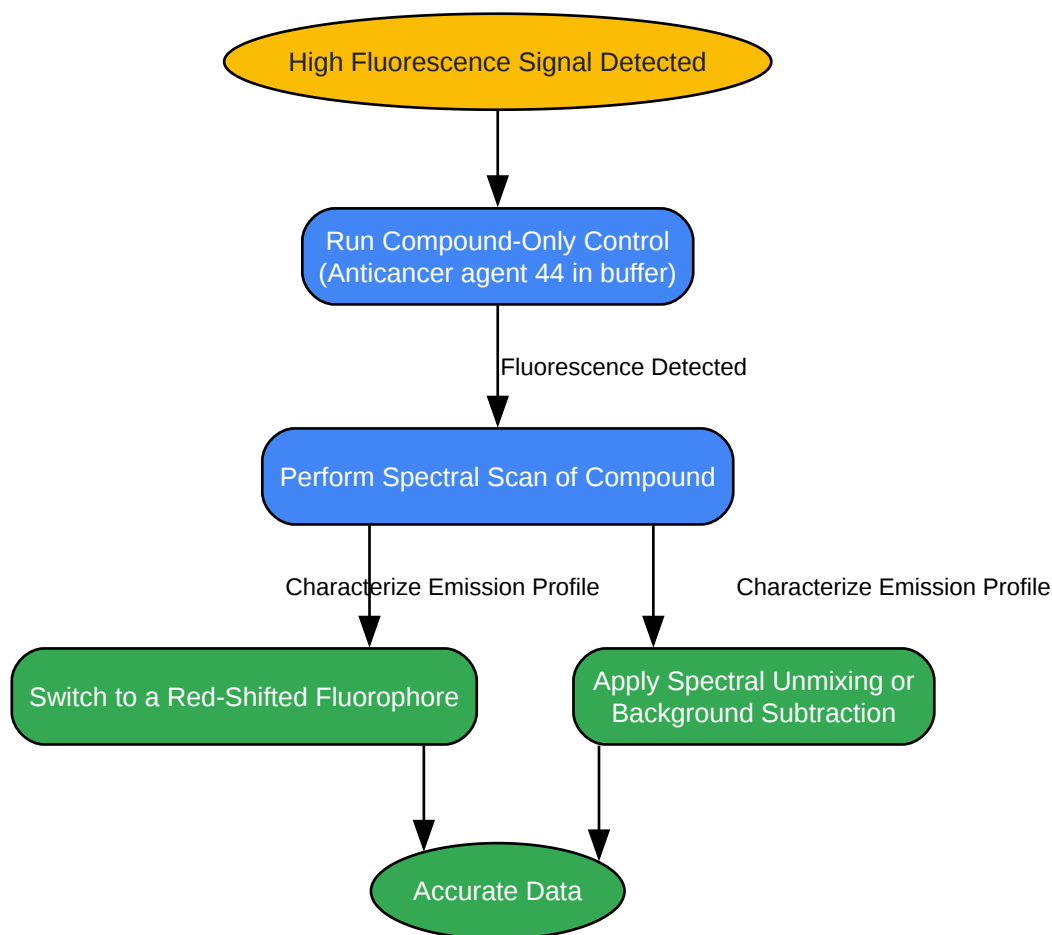 High Fluorescence Signal Detected
Run Compound-Only Control
(Anticancer agent 44 in buffer)
Fluorescence Detected
Perform Spectral Scan of Compound
Characterize Emission Profile
Characterize Emission Profile
Switch to a Red-Shifted Fluorophore
Apply Spectral Unmixing or
Background Subtraction
Accurate Data